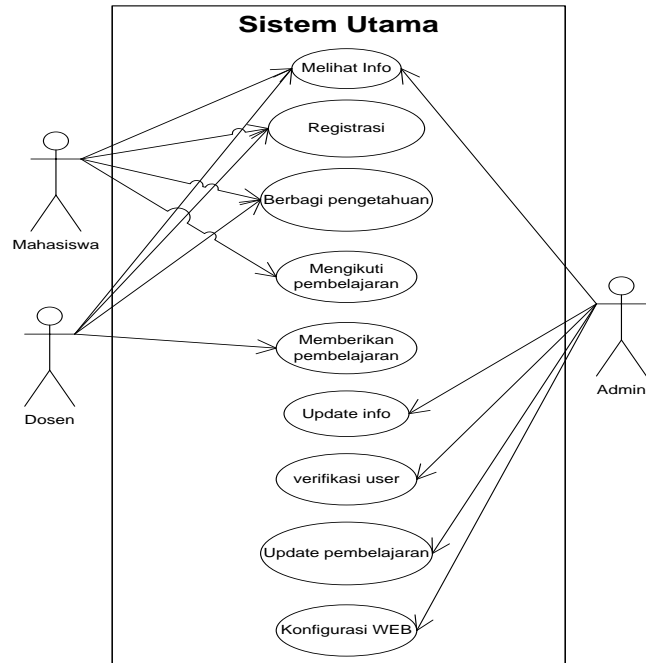 Sistem Utama
Melihat Info
Registrasi
Berbagi pengetahuan
Mahasiswa
Mengikuti
pembelajaran
Memberikan
pembelajaran
Dosen
Admin
Update info
verifikasi user
Update pembelajaran
Konfigurasi WEB